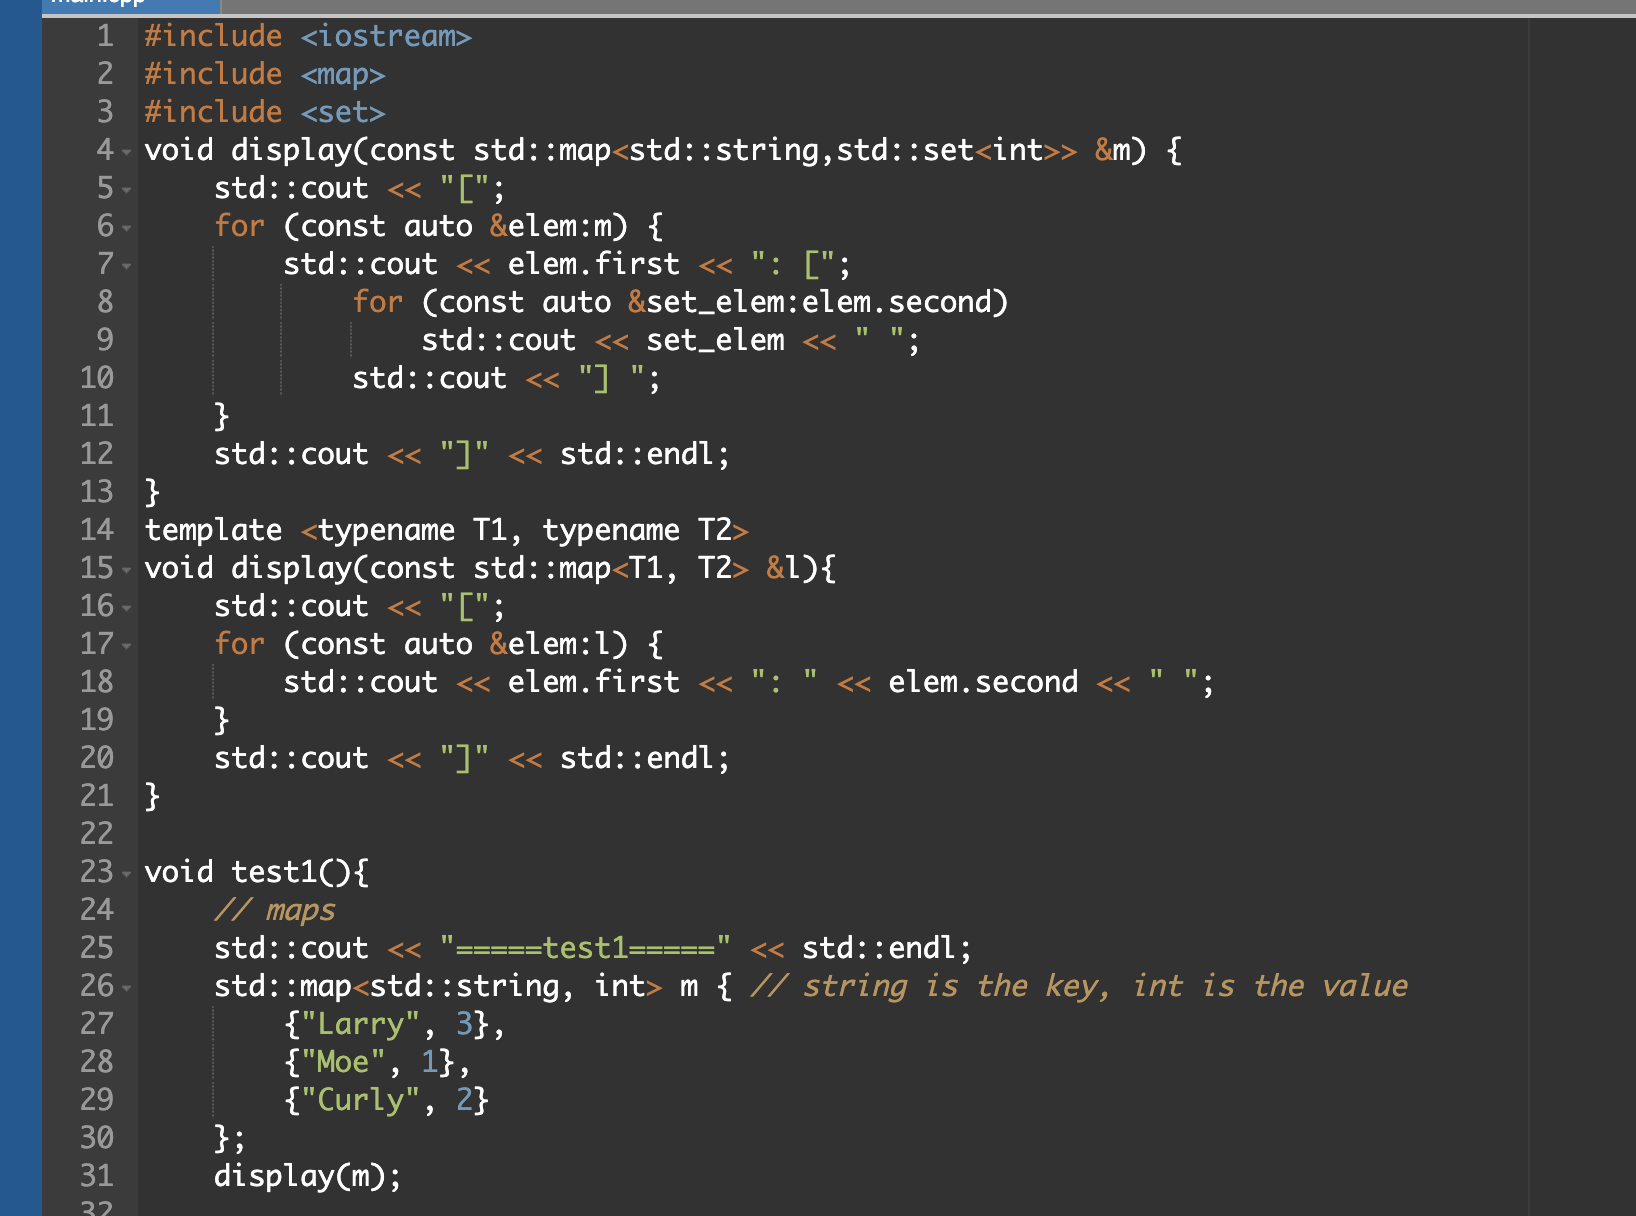 main.cpp
1 #include <iostream>
2 #include <map>
3 #include <set>
4 void display(const std::map<std::string,std::set<int>> &m) {
5     std::cout << "[";
6     for (const auto &elem:m) {
7         std::cout << elem.first << ": [";
8             for (const auto &set_elem:elem.second)
9                 std::cout << set_elem << " ";
10             std::cout << "] ";
11     }
12     std::cout << "]" << std::endl;
13 }
14 template <typename T1, typename T2>
15 void display(const std::map<T1, T2> &l){
16     std::cout << "[";
17     for (const auto &elem:l) {
18         std::cout << elem.first << ": " << elem.second << " ";
19     }
20     std::cout << "]" << std::endl;
21 }
22
23 void test1(){
24     // maps
25     std::cout << "=====test1=====" << std::endl;
26     std::map<std::string, int> m { // string is the key, int is the value
27         {"Larry", 3},
28         {"Moe", 1},
29         {"Curly", 2}
30     };
31     display(m);
32